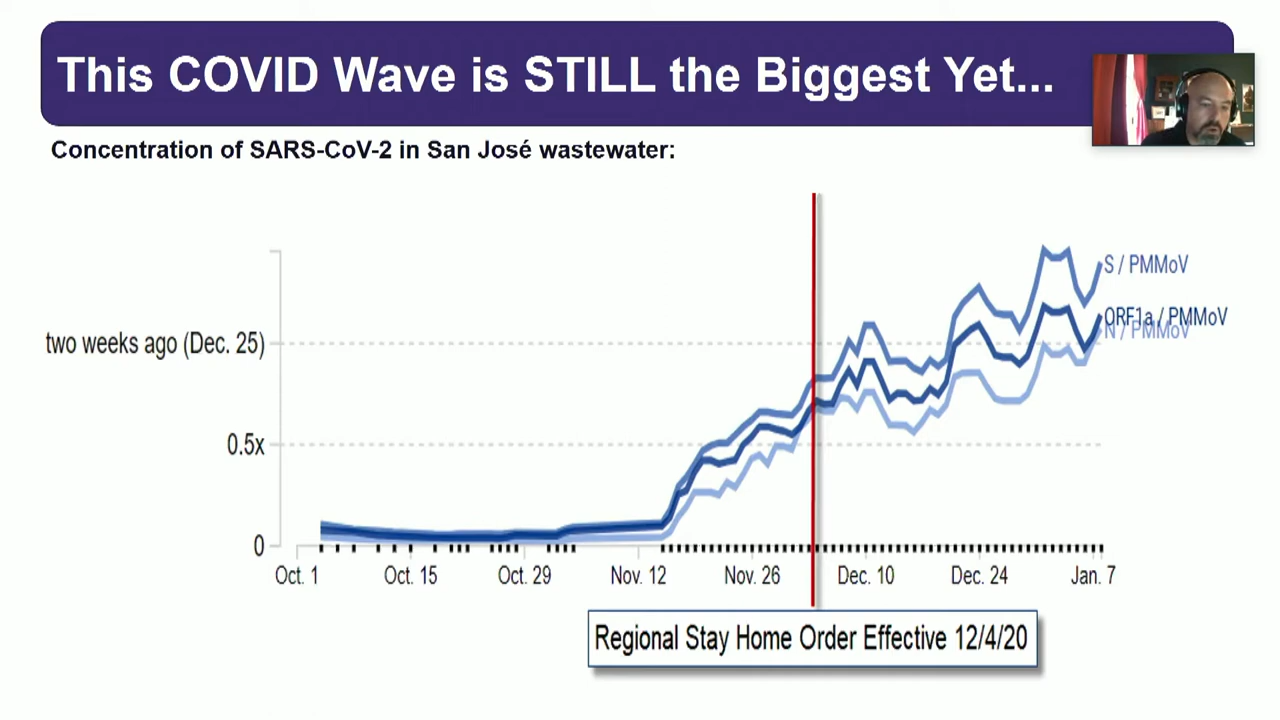 This COVID Wave is STILL the Biggest Yet...
Concentration of SARS-CoV-2 in San José wastewater:
S / PMMoV
ORF1a / PMMoV
N / PMMoV
two weeks ago (Dec. 25)
0.5x
0
Oct. 1 Oct. 15 Oct. 29 Nov. 12 Nov. 26 Dec. 10 Dec. 24 Jan. 7
Regional Stay Home Order Effective 12/4/20